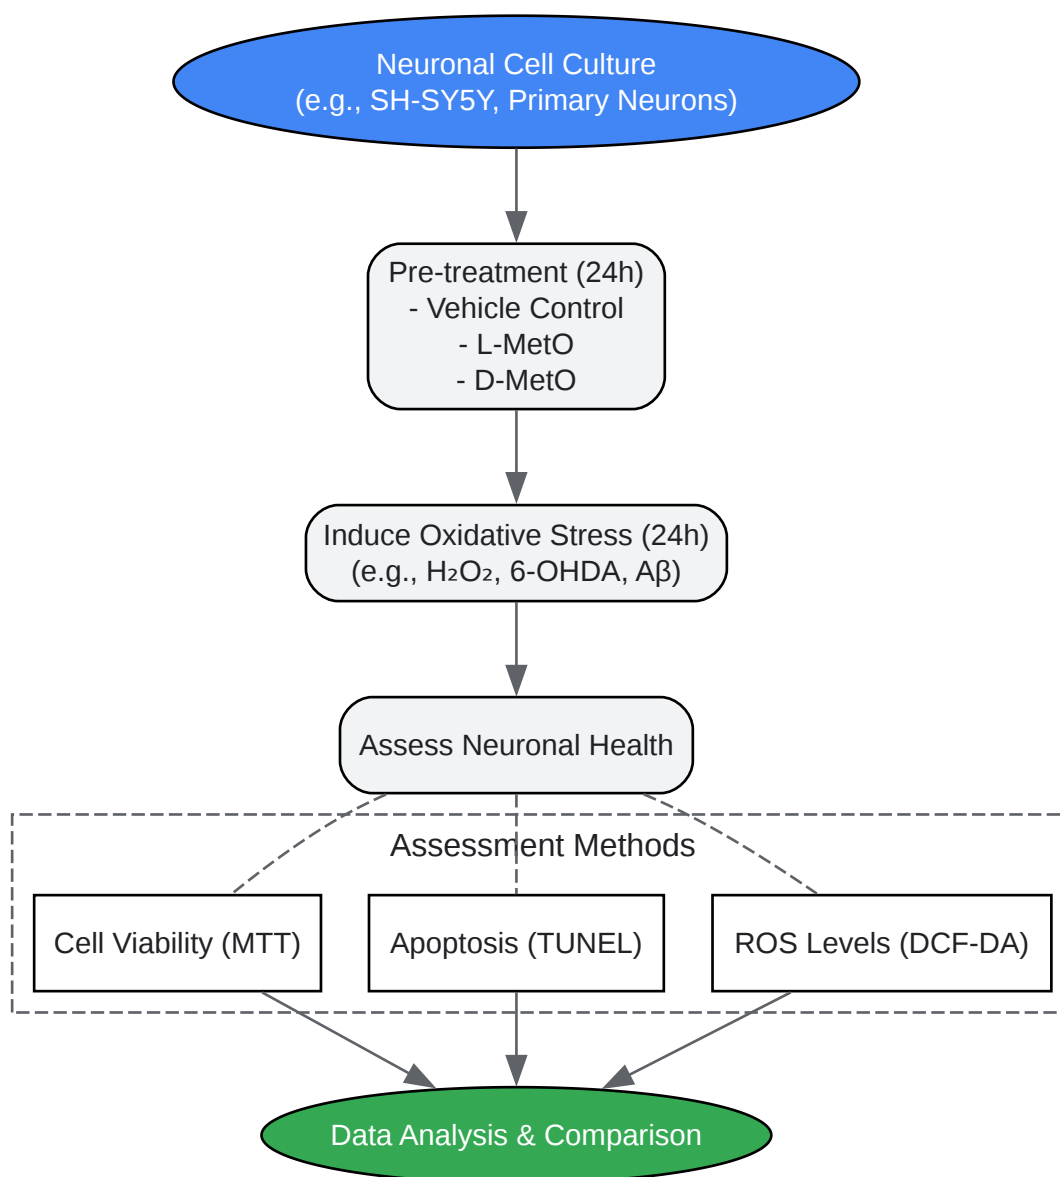 Neuronal Cell Culture
(e.g., SH-SY5Y, Primary Neurons)
Pre-treatment (24h)
- Vehicle Control
- L-MetO
- D-MetO
Induce Oxidative Stress (24h)
(e.g., H₂O₂, 6-OHDA, Aβ)
Assess Neuronal Health
Assessment Methods
Cell Viability (MTT)
Apoptosis (TUNEL)
ROS Levels (DCF-DA)
Data Analysis & Comparison